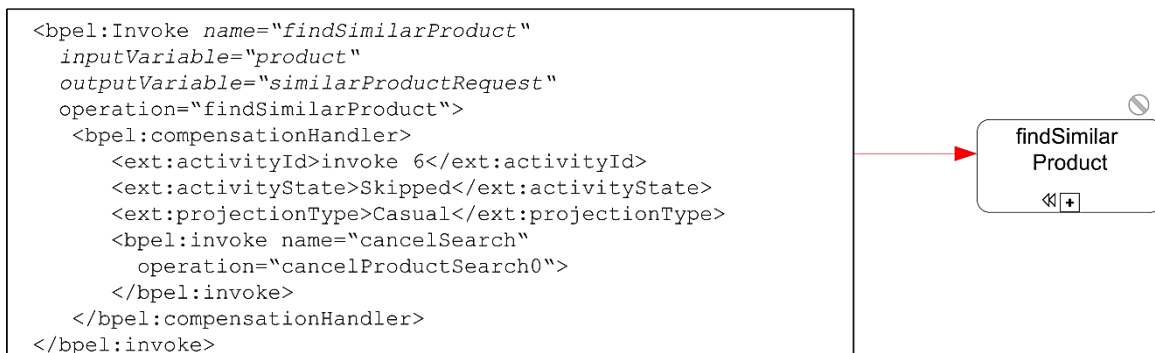 <bpel:Invoke name="findSimilarProduct"
inputVariable="product"
outputVariable="similarProductRequest"
operation="findSimilarProduct">
<bpel:compensationHandler>
<ext:activityId>invoke 6</ext:activityId>
<ext:activityState>Skipped</ext:activityState>
<ext:projectionType>Casual</ext:projectionType>
<bpel:invoke name="cancelSearch"
operation="cancelProductSearch0">
</bpel:invoke>
</bpel:compensationHandler>
</bpel:invoke>
findSimilar
Product